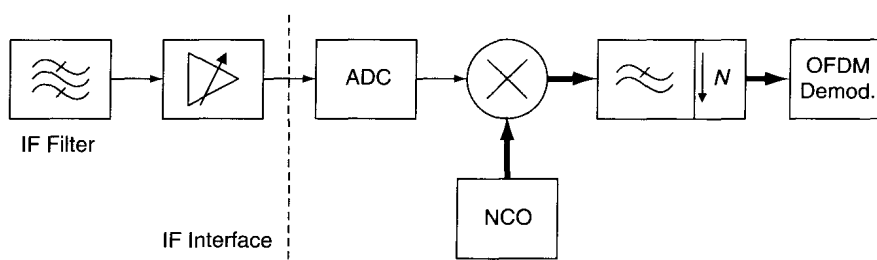 ADC
N
OFDM
Demod.
IF Filter
NCO
IF Interface